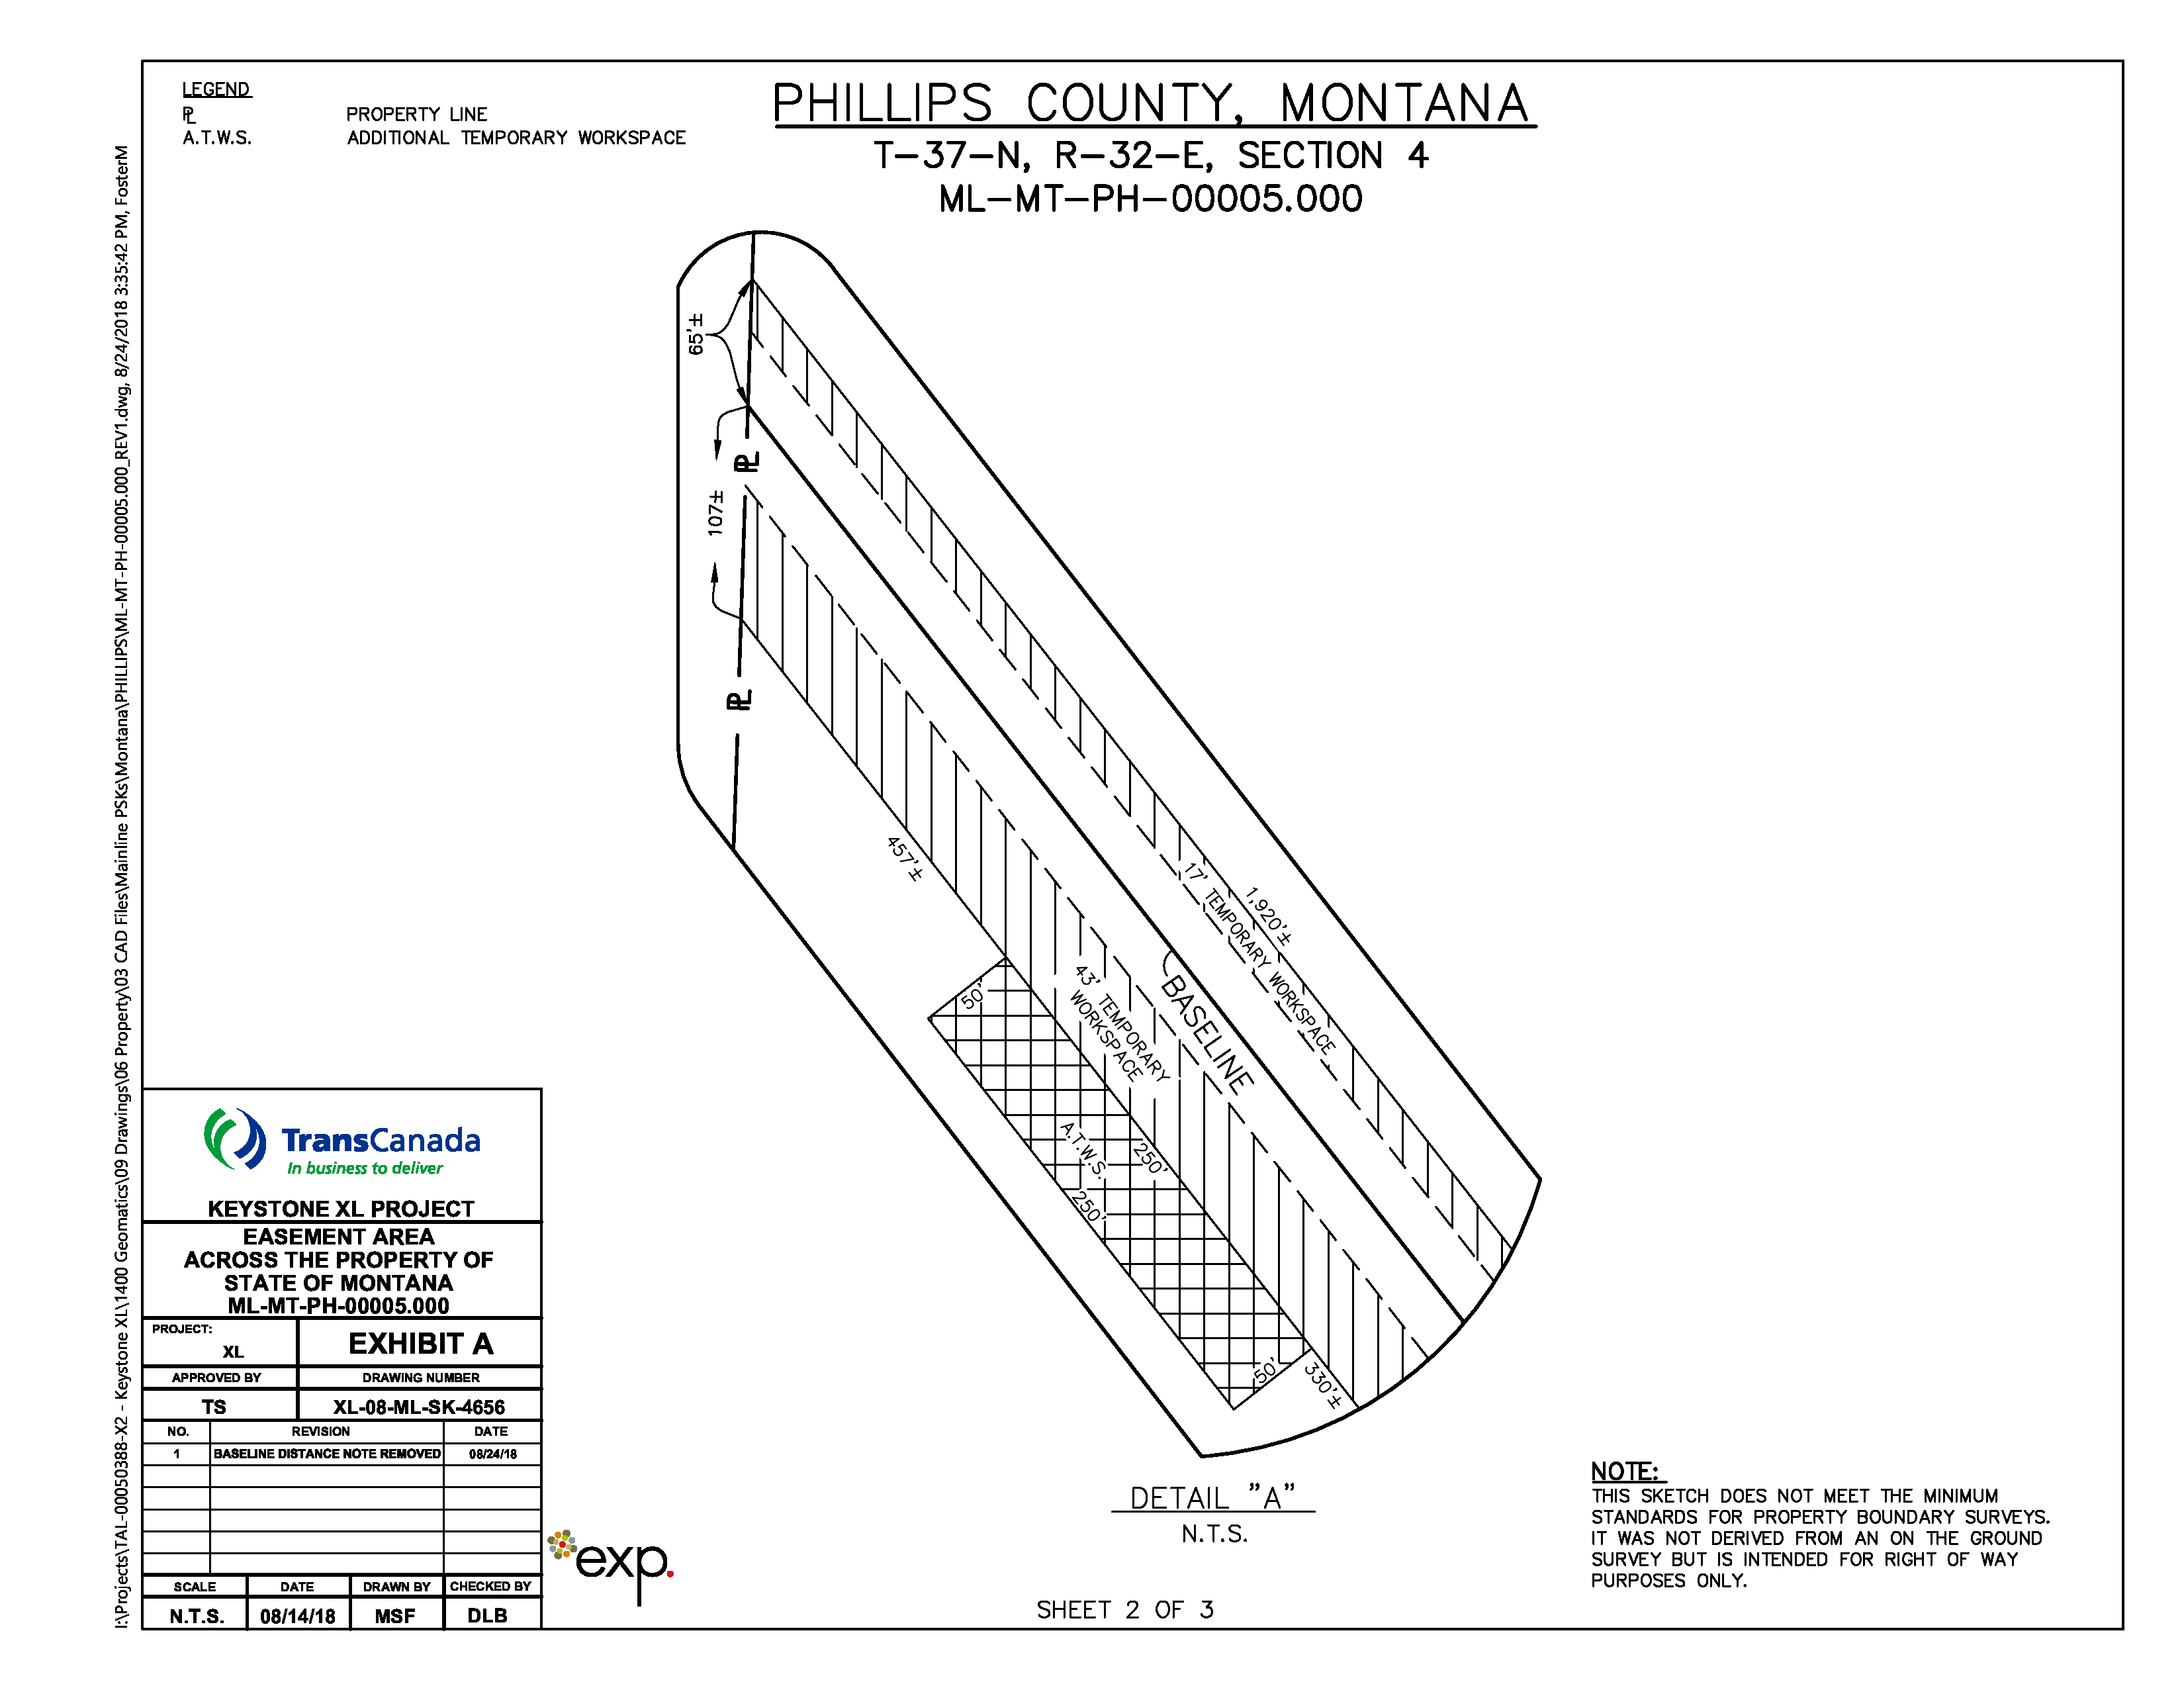 LEGEND
PL PROPERTY LINE
A.T.W.S. ADDITIONAL TEMPORARY WORKSPACE
PHILLIPS COUNTY, MONTANA
T-37-N, R-32-E, SECTION 4
ML-MT-PH-00005.000
I:\Projects\TAL-00050388-X2 - Keystone XL\1400 Geomatics\09 Drawings\06 Property\03 CAD Files\Mainline PSKs\Montana\PHILLIPS\ML-MT-PH-00005.000_REV1.dwg, 8/24/2018 3:35:42 PM, FosterM
65'±
PL
107±
PL
457'±
17' TEMPORARY WORKSPACE
1,920'±
43' TEMPORARY
WORKSPACE
BASELINE
50'
A.T.W.S.
250'
250'
50'
330'±
DETAIL "A"
N.T.S.
SHEET 2 OF 3
NOTE:
THIS SKETCH DOES NOT MEET THE MINIMUM
STANDARDS FOR PROPERTY BOUNDARY SURVEYS.
IT WAS NOT DERIVED FROM AN ON THE GROUND
SURVEY BUT IS INTENDED FOR RIGHT OF WAY
PURPOSES ONLY.
TransCanada
In business to deliver
KEYSTONE XL PROJECT
EASEMENT AREA
ACROSS THE PROPERTY OF
STATE OF MONTANA
ML-MT-PH-00005.000
PROJECT:
XL
EXHIBIT A
APPROVED BY DRAWING NUMBER
TS XL-08-ML-SK-4656
NO. REVISION DATE
1 BASELINE DISTANCE NOTE REMOVED 08/24/18
SCALE DATE DRAWN BY CHECKED BY
N.T.S. 08/14/18 MSF DLB
exp.